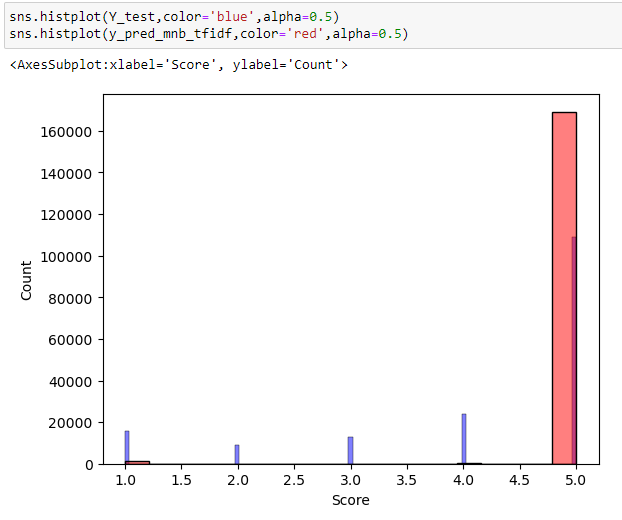 sns.histplot(Y_test,color='blue',alpha=0.5)
sns.histplot(y_pred_mnb_tfidf,color='red',alpha=0.5)
<AxesSubplot:xlabel='Score', ylabel='Count'>
160000
140000
120000
100000
80000
60000
40000
20000
0
Count
1.0 1.5 2.0 2.5 3.0 3.5 4.0 4.5 5.0
Score